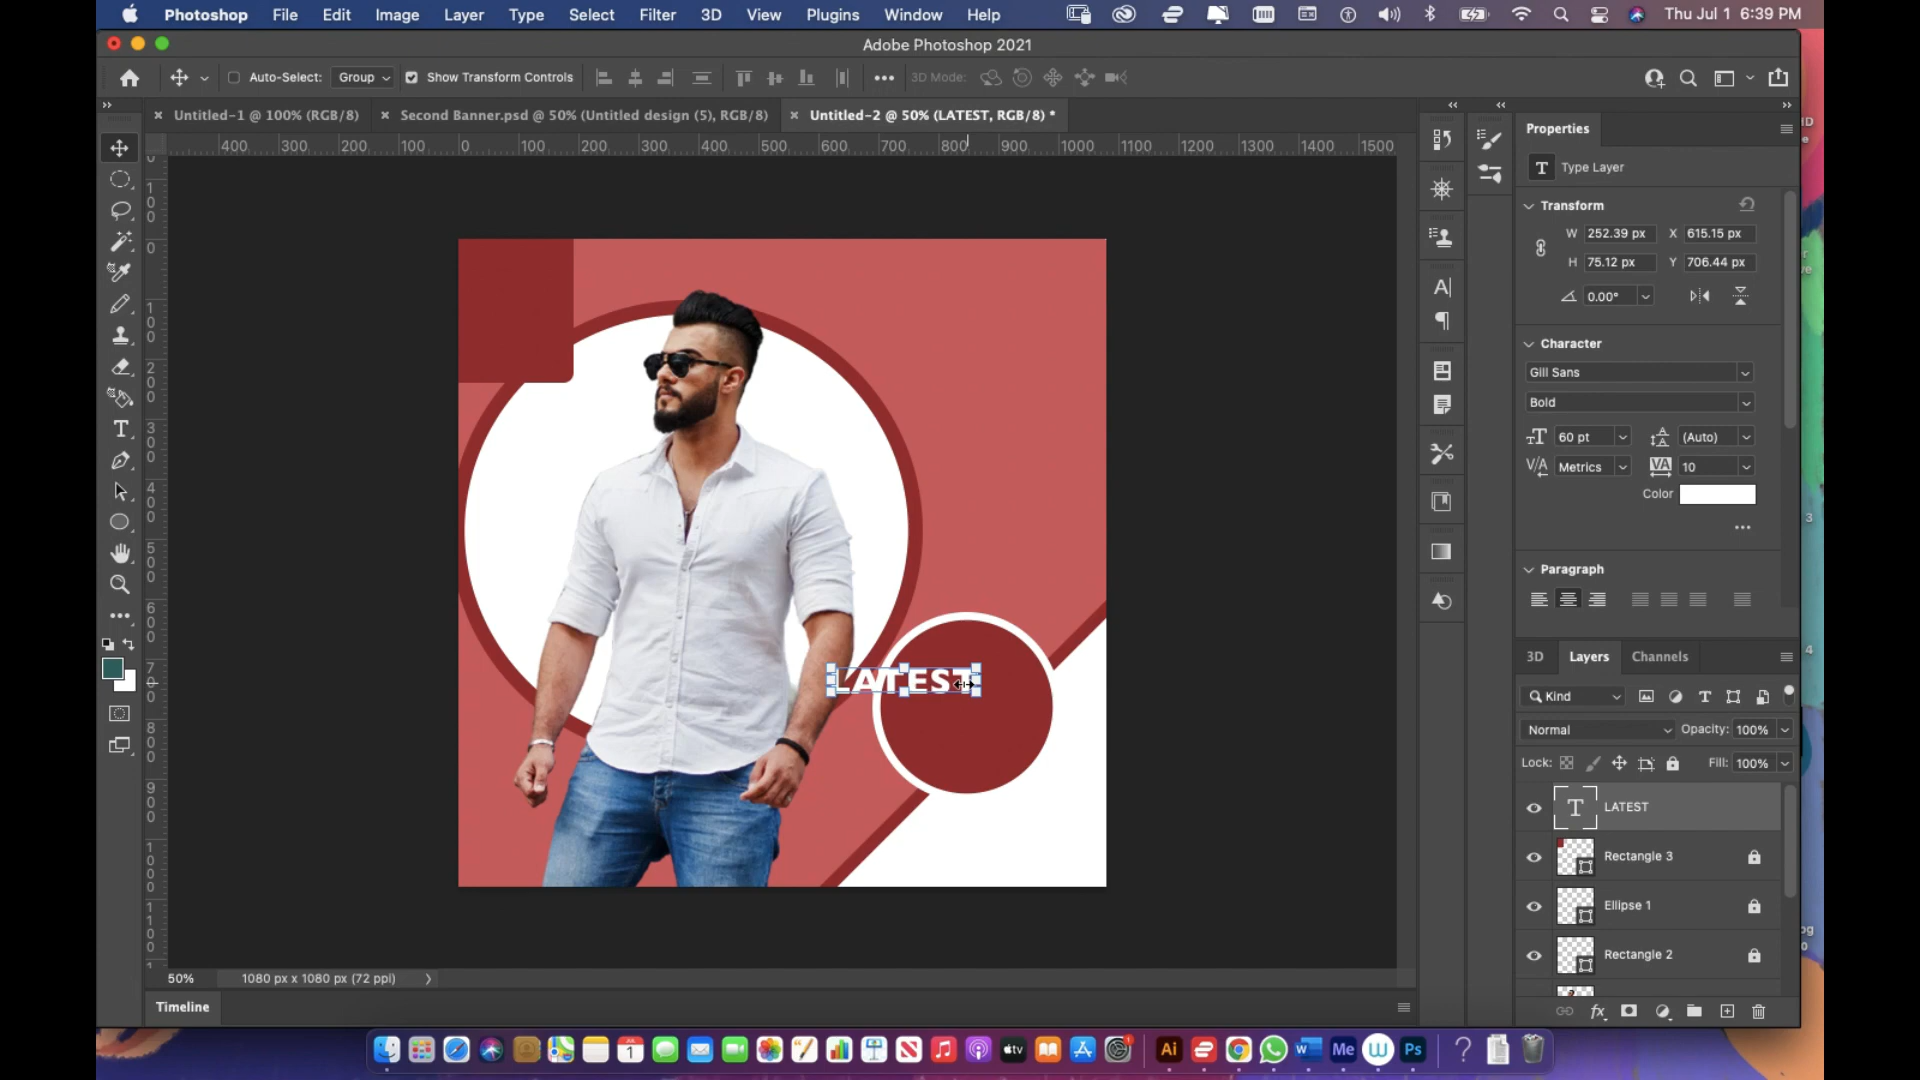 Photoshop File Edit Image Layer Type Select Filter 3D View Plugins Window Help Thu Jul 1 6:39 PM
Adobe Photoshop 2021
Auto-Select: Group Show Transform Controls 3D Mode:
Untitled-1 @ 100% (RGB/8) Second Banner.psd @ 50% (Untitled design (5), RGB/8) Untitled-2 @ 50% (LATEST, RGB/8) *
400 300 200 100 0 100 200 300 400 500 600 700 800 900 1000 1100 1200 1300 1400 1500
Properties
Type Layer
Transform
W 252.39 px X 615.15 px
H 75.12 px Y 706.44 px
0.00°
Character
Gill Sans
Bold
60 pt (Auto)
Metrics 10
Color
Paragraph
LATEST
3D Layers Channels
Kind
Normal Opacity: 100%
Lock: Fill: 100%
LATEST
Rectangle 3
Ellipse 1
Rectangle 2
50% 1080 px x 1080 px (72 ppi)
Timeline